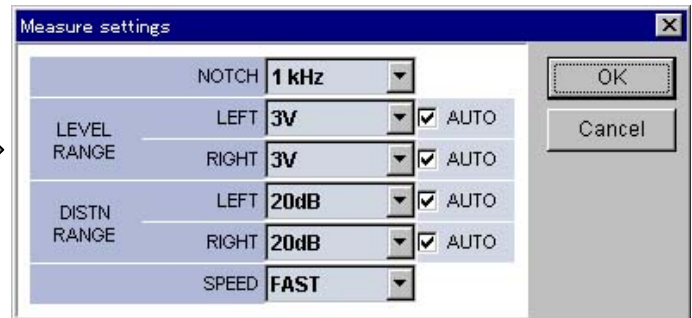 Measure settings
NOTCH 1 kHz
OK
LEVEL RANGE
LEFT 3V AUTO
Cancel
RIGHT 3V AUTO
DISTN RANGE
LEFT 20dB AUTO
RIGHT 20dB AUTO
SPEED FAST